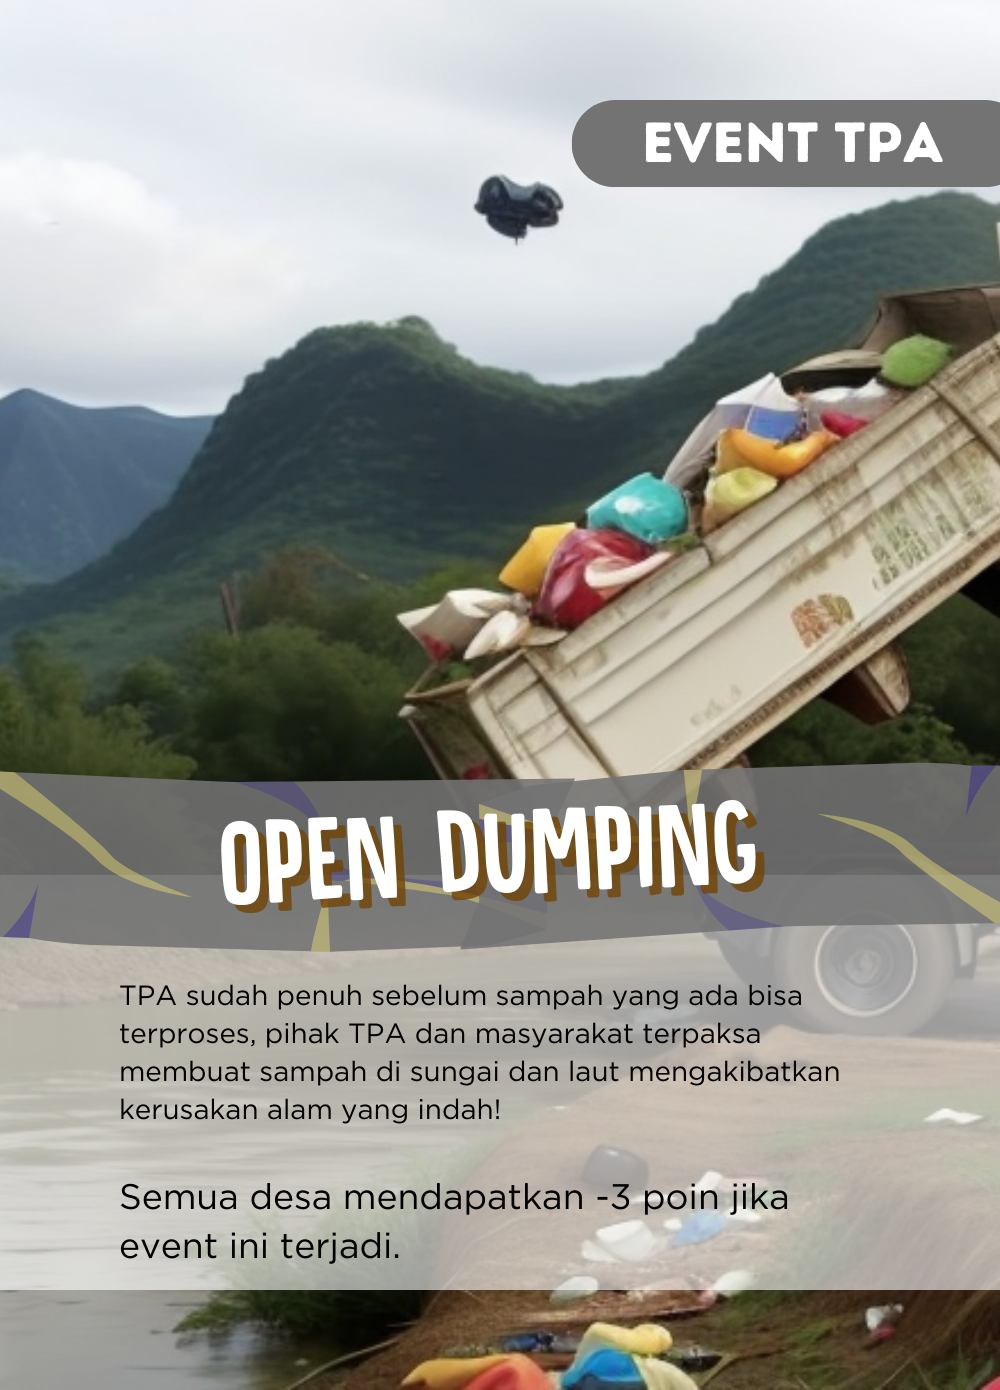 EVENT TPA
OPEN DUMPING
TPA sudah penuh sebelum sampah yang ada bisa
terproses, pihak TPA dan masyarakat terpaksa
membuat sampah di sungai dan laut mengakibatkan
kerusakan alam yang indah!
Semua desa mendapatkan -3 poin jika
event ini terjadi.